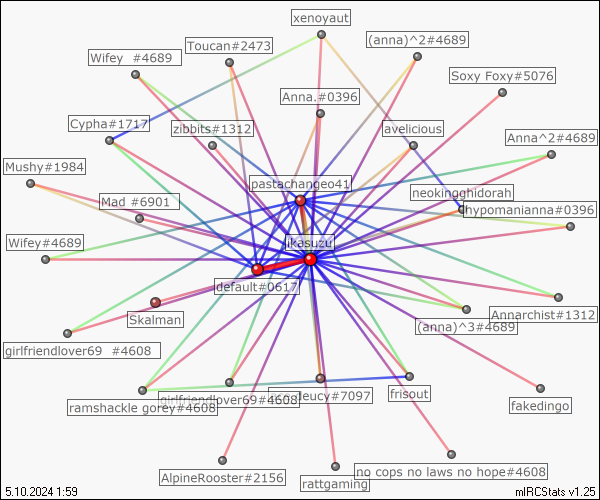 xenoyaut
(anna)^2#4689
Toucan#2473
Wifey  #4689
Soxy Foxy#5076
Anna.#0396
Cypha#1717
zibbits#1312
avelicious
Anna^2#4689
Mushy#1984
pastachangeo41
neokingghidorah
Mad #6901
hypomanianna#0396
Wifey#4689
ikasuzu
default#0617
Annarchist#1312
Skalman
(anna)^3#4689
girlfriendlover69  #4608
ramshackle gorey#4608
girlfriendlover69#4608
deucy#7097
frisout
fakedingo
AlpineRooster#2156
rattgaming
no cops no laws no hope#4608
5.10.2024 1:59
mIRCStats v1.25